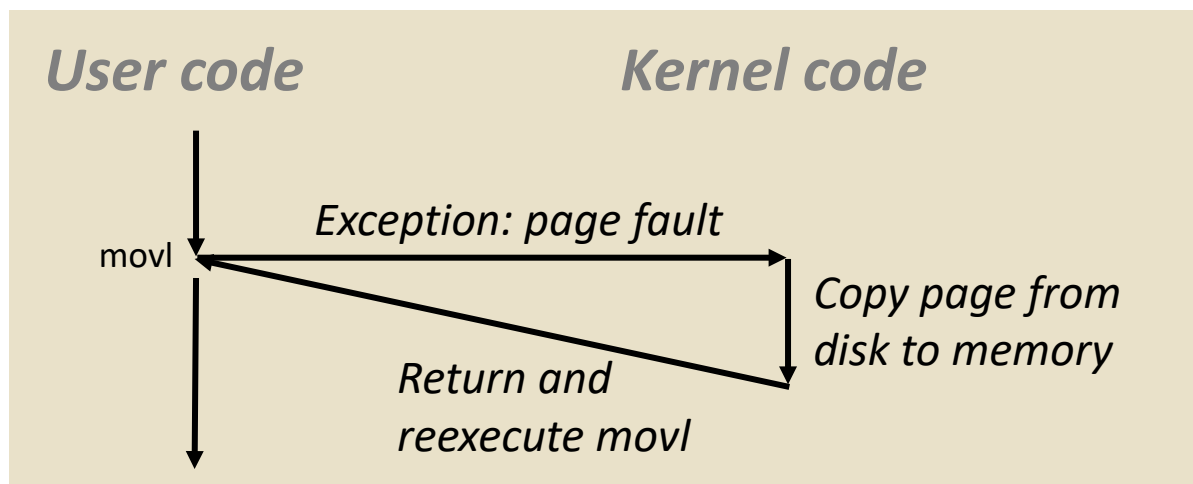 User code
Kernel code
Exception: page fault
movl
Copy page from
disk to memory
Return and
reexecute movl